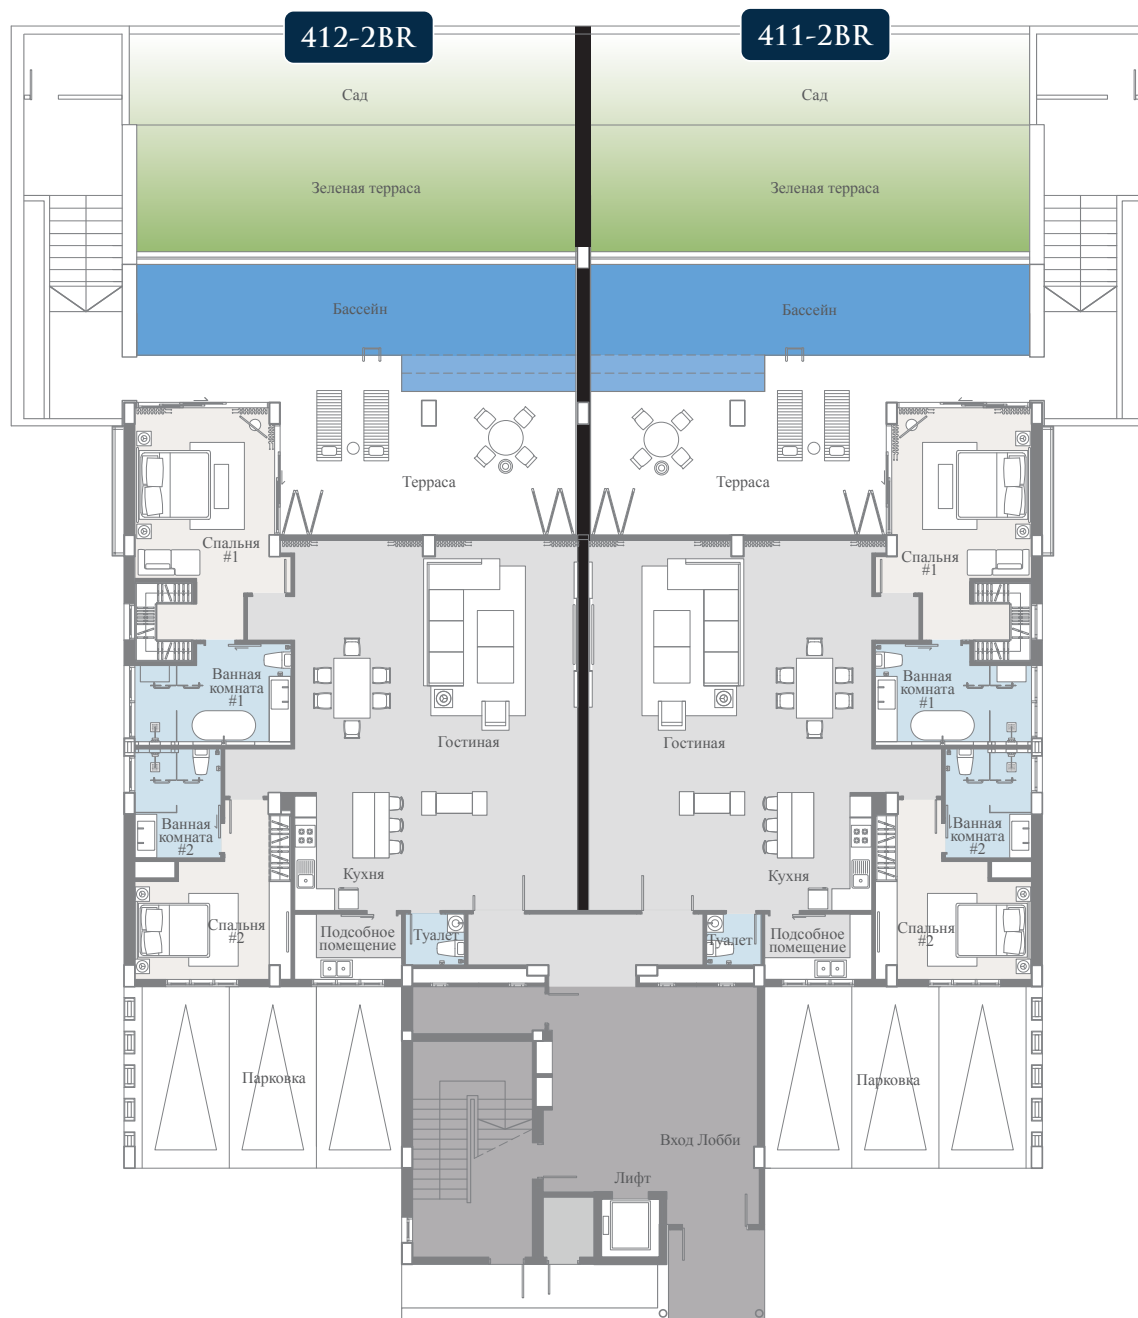 412-2BR
411-2BR
Сад
Сад
Зеленая терраса
Зеленая терраса
Бассейн
Бассейн
Терраса
Терраса
Спальня
#1
Спальня
#1
Ванная
комната
#1
Ванная
комната
#1
Гостиная
Гостиная
Ванная
комната
#2
Ванная
комната
#2
Кухня
Кухня
Спальня
#2
Подсобное
помещение
Туалет
Туалет
Подсобное
помещение
Спальня
#2
Парковка
Парковка
Вход Лобби
Лифт